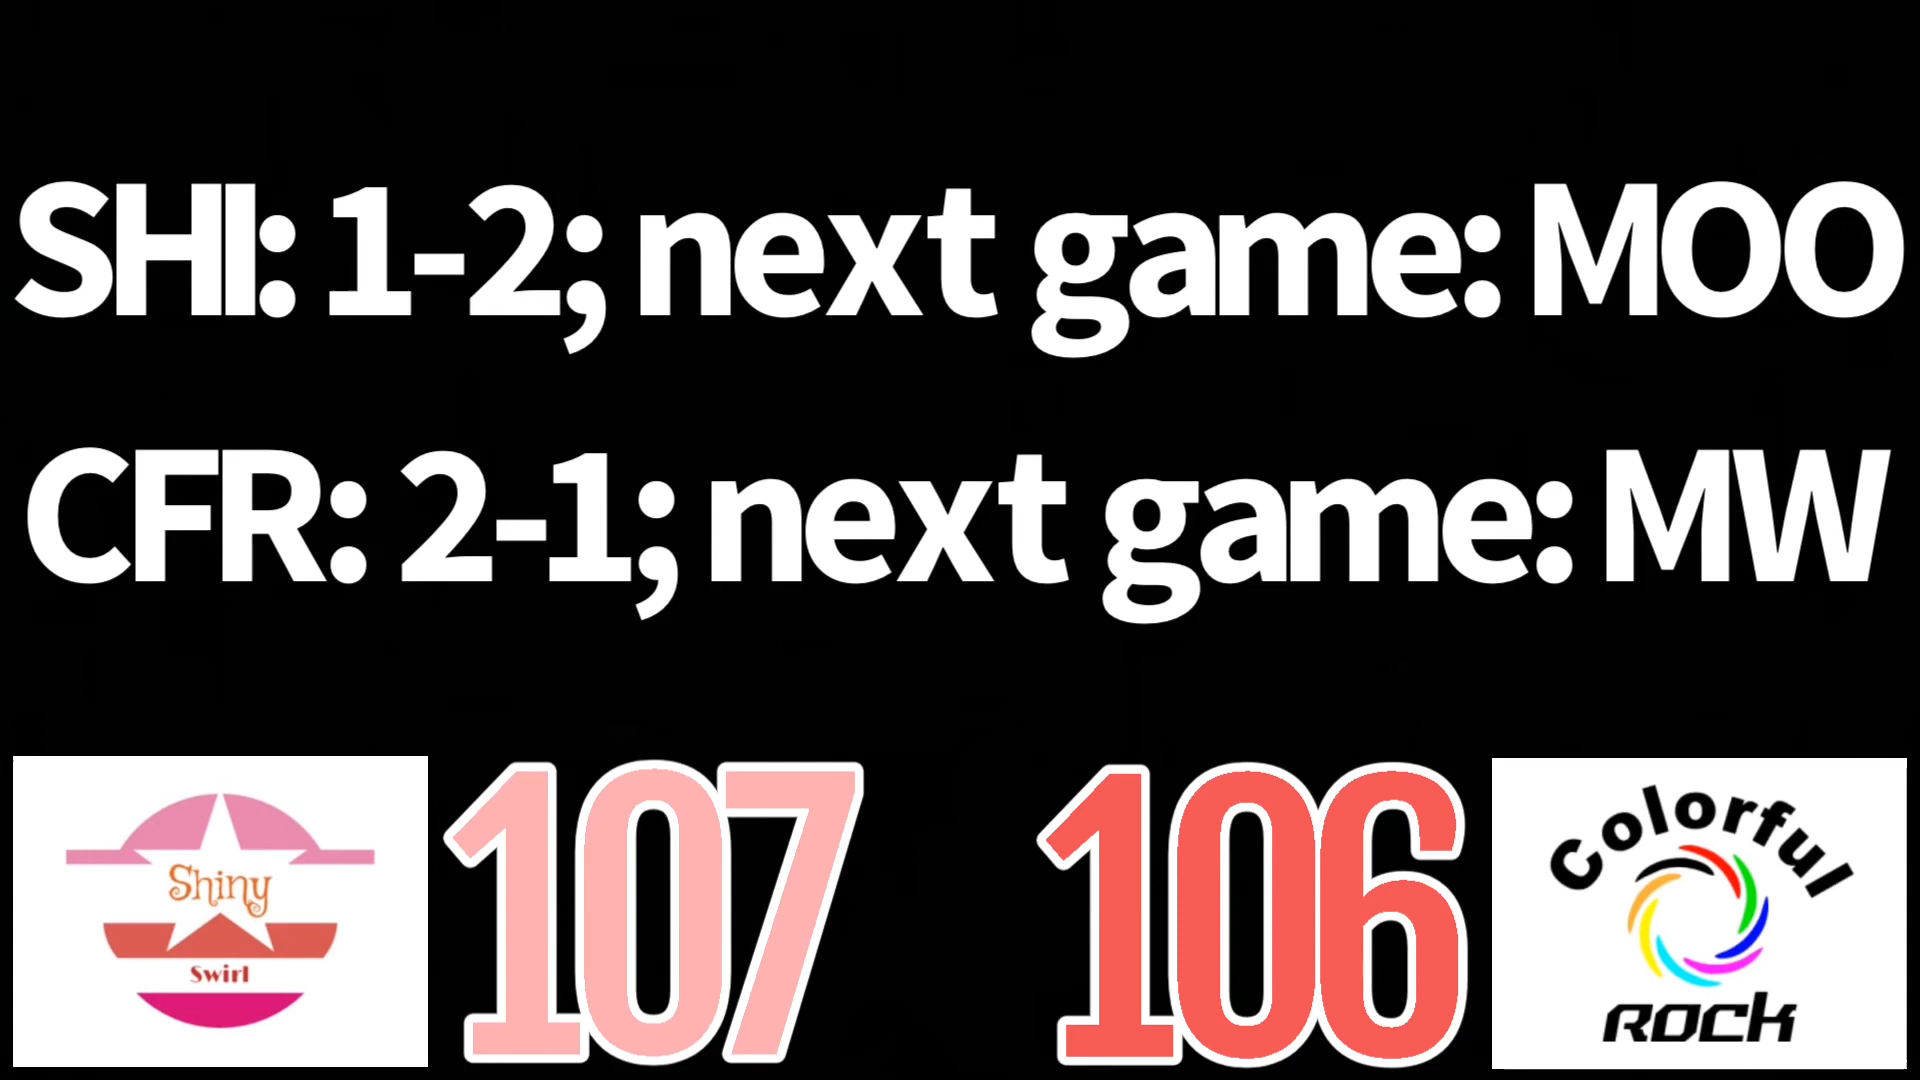 SHI: 1-2; next game: MOO
CFR: 2-1; next game: MW
Shiny
Swirl
107
106
Colorful
ROCK